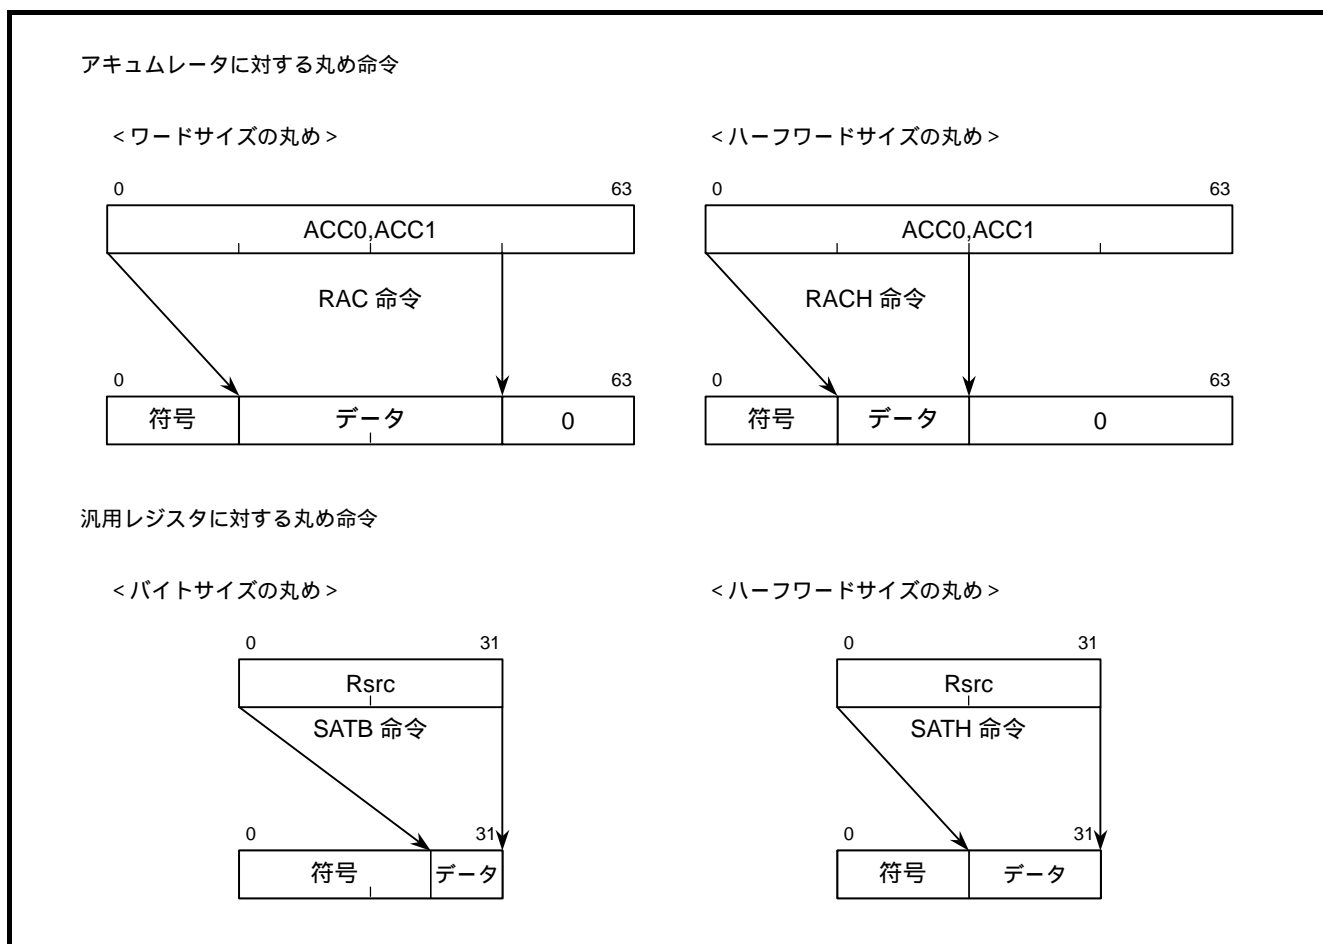 アキュムレータに対する丸め命令
<ワードサイズの丸め> <ハーフワードサイズの丸め>
0 63 0 63
ACC0,ACC1 ACC0,ACC1
RAC 命令 RACH 命令
0 63 0 63
符号 データ 0 符号 データ 0
汎用レジスタに対する丸め命令
<バイトサイズの丸め> <ハーフワードサイズの丸め>
0 31 0 31
Rsrc Rsrc
SATB 命令 SATH 命令
0 31 0 31
符号 データ 符号 データ